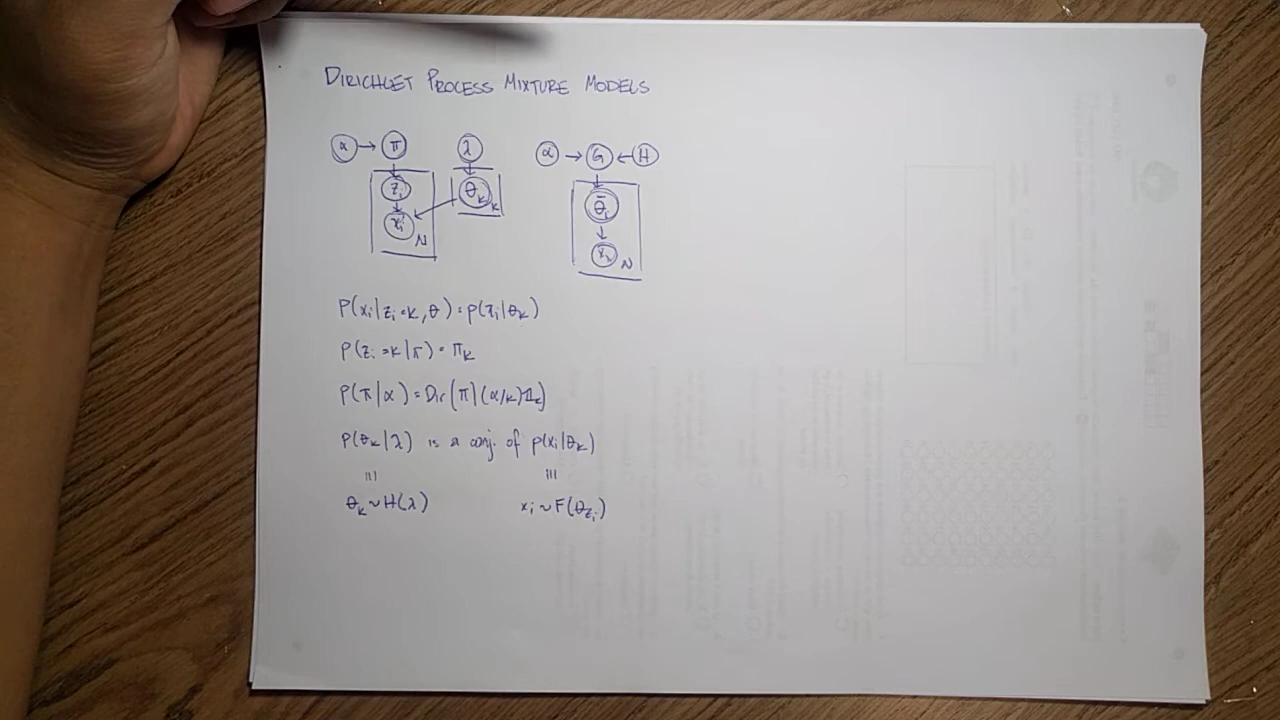 DIRICHLET PROCESS MIXTURE MODELS
α → π λ α → G ← H
z_i θ_k K θ̄_i
x_i N x_i N
p(x_i|z_i=k, θ) = p(x_i|θ_k)
p(z_i=k|π) = π_k
p(π|α) = Dir(π|(α/K)𝟙_K)
p(θ_k|λ) is a conj. of p(x_i|θ_k)
θ_k ~ H(λ) x_i ~ F(θ_{z_i})